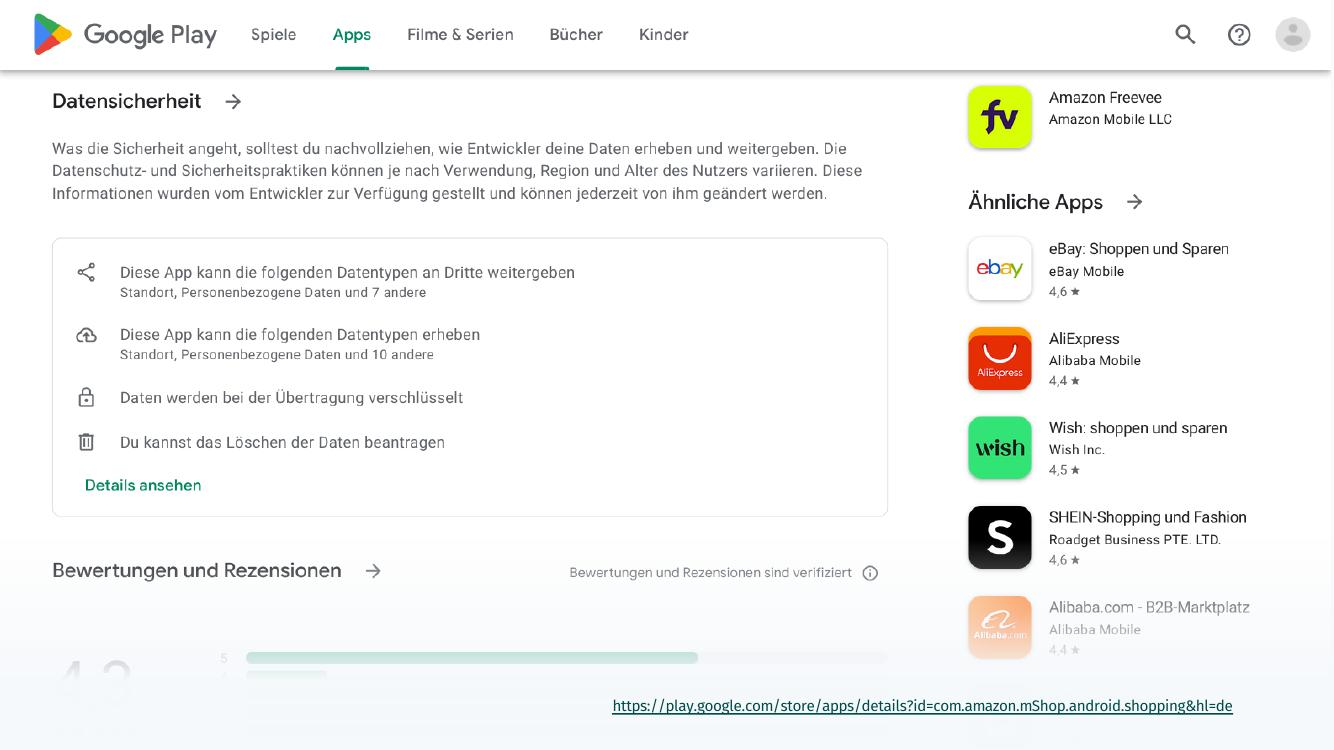 Google Play
Spiele
Apps
Filme & Serien
Bücher
Kinder
Datensicherheit
Was die Sicherheit angeht, solltest du nachvollziehen, wie Entwickler deine Daten erheben und weitergeben. Die
Datenschutz- und Sicherheitspraktiken können je nach Verwendung, Region und Alter des Nutzers variieren. Diese
Informationen wurden vom Entwickler zur Verfügung gestellt und können jederzeit von ihm geändert werden.
Diese App kann die folgenden Datentypen an Dritte weitergeben
Standort, Personenbezogene Daten und 7 andere
Diese App kann die folgenden Datentypen erheben
Standort, Personenbezogene Daten und 10 andere
Daten werden bei der Übertragung verschlüsselt
Du kannst das Löschen der Daten beantragen
Details ansehen
Bewertungen und Rezensionen
Bewertungen und Rezensionen sind verifiziert
4,3
5
fv
Amazon Freevee
Amazon Mobile LLC
Ähnliche Apps
ebay
eBay: Shoppen und Sparen
eBay Mobile
4,6 ★
AliExpress
AliExpress
Alibaba Mobile
4,4 ★
wish
Wish: shoppen und sparen
Wish Inc.
4,5 ★
S
SHEIN-Shopping und Fashion
Roadget Business PTE. LTD.
4,6 ★
Alibaba.com
Alibaba.com - B2B-Marktplatz
Alibaba Mobile
4,4 ★
https://play.google.com/store/apps/details?id=com.amazon.mShop.android.shopping&hl=de